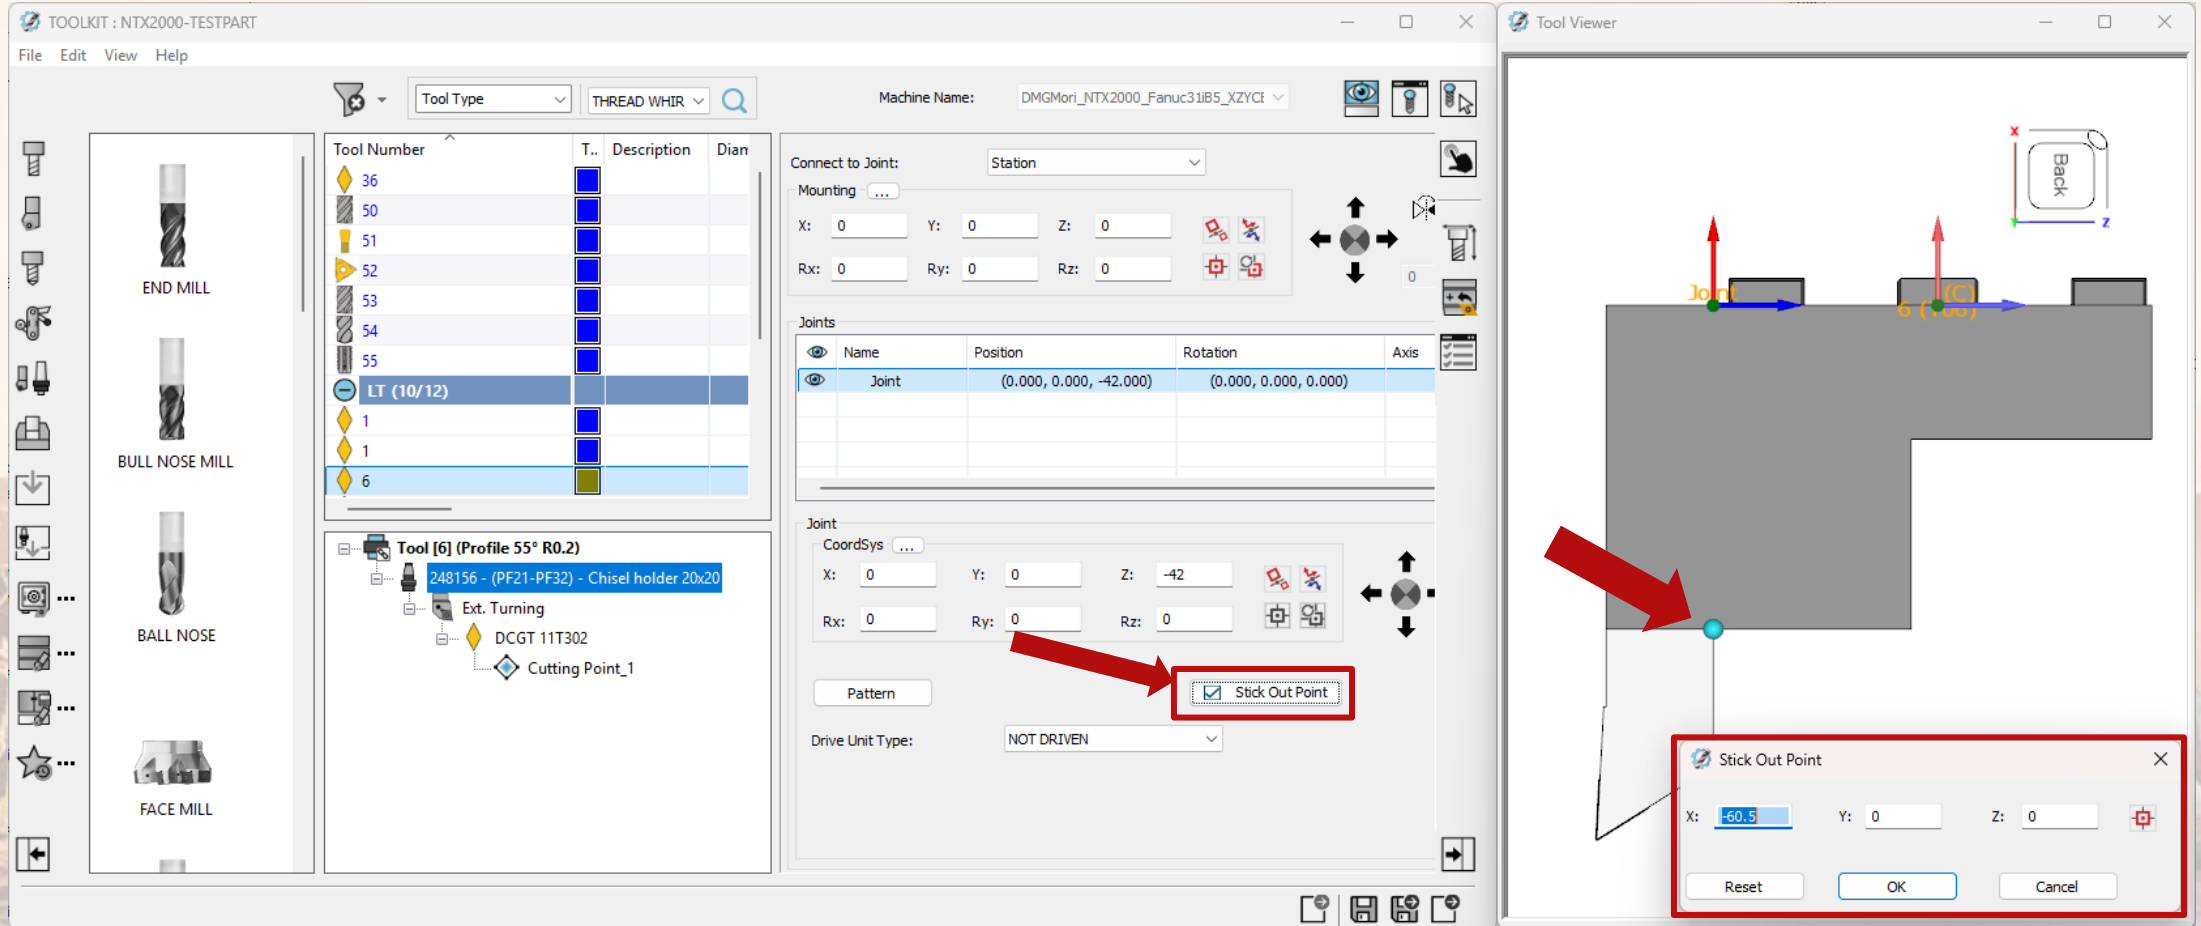 TOOLKIT : NTX2000-TESTPART
File Edit View Help
Tool Type
THREAD WHIR
Machine Name:
DMGMori_NTX2000_Fanuc31iB5_XZYCE
END MILL
BULL NOSE MILL
BALL NOSE
FACE MILL
Tool Number T.. Description Diam
36
50
51
52
53
54
55
LT (10/12)
1
1
6
Tool [6] (Profile 55° R0.2)
248156 - (PF21-PF32) - Chisel holder 20x20
Ext. Turning
DCGT 11T302
Cutting Point_1
Connect to Joint: Station
Mounting ...
X: 0 Y: 0 Z: 0
Rx: 0 Ry: 0 Rz: 0
0
Joints
Name Position Rotation Axis
Joint (0.000, 0.000, -42.000) (0.000, 0.000, 0.000)
Joint
CoordSys ...
X: 0 Y: 0 Z: -42
Rx: 0 Ry: 0 Rz: 0
Pattern
Stick Out Point
Drive Unit Type: NOT DRIVEN
Tool Viewer
X
Back
Z
Joint
(C)
Stick Out Point
X: -60.5 Y: 0 Z: 0
Reset OK Cancel